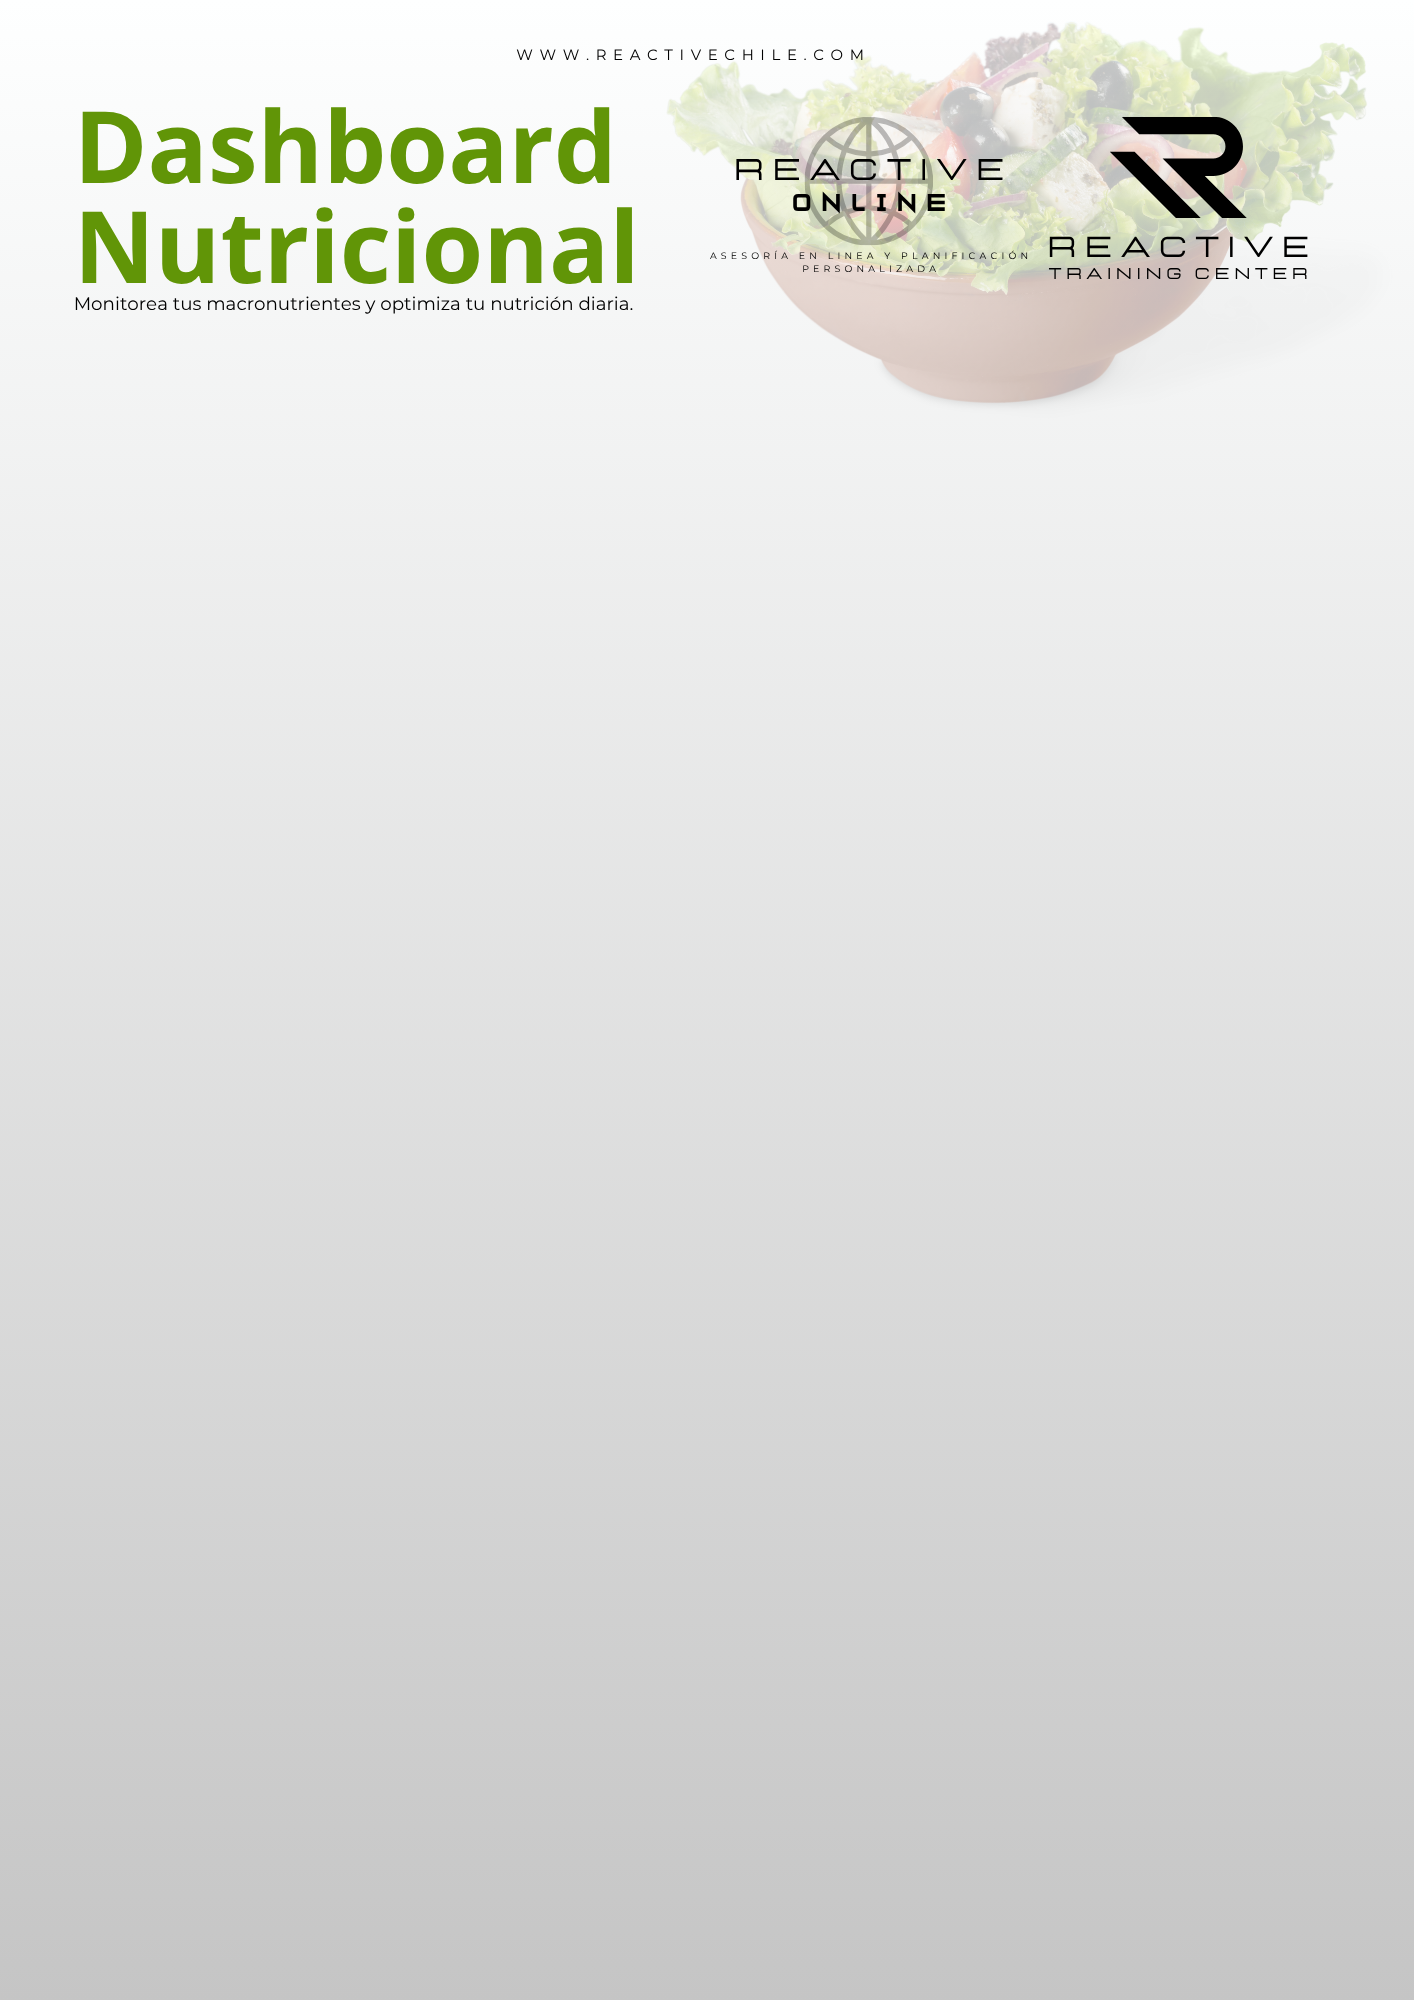 WWW.REACTIVECHILE.COM
Dashboard
Nutricional
Monitorea tus macronutrientes y optimiza tu nutrición diaria.
REACTIVE
ONLINE
ASESORÍA EN LINEA Y PLANIFICACIÓN
PERSONALIZADA
REACTIVE
TRAINING CENTER